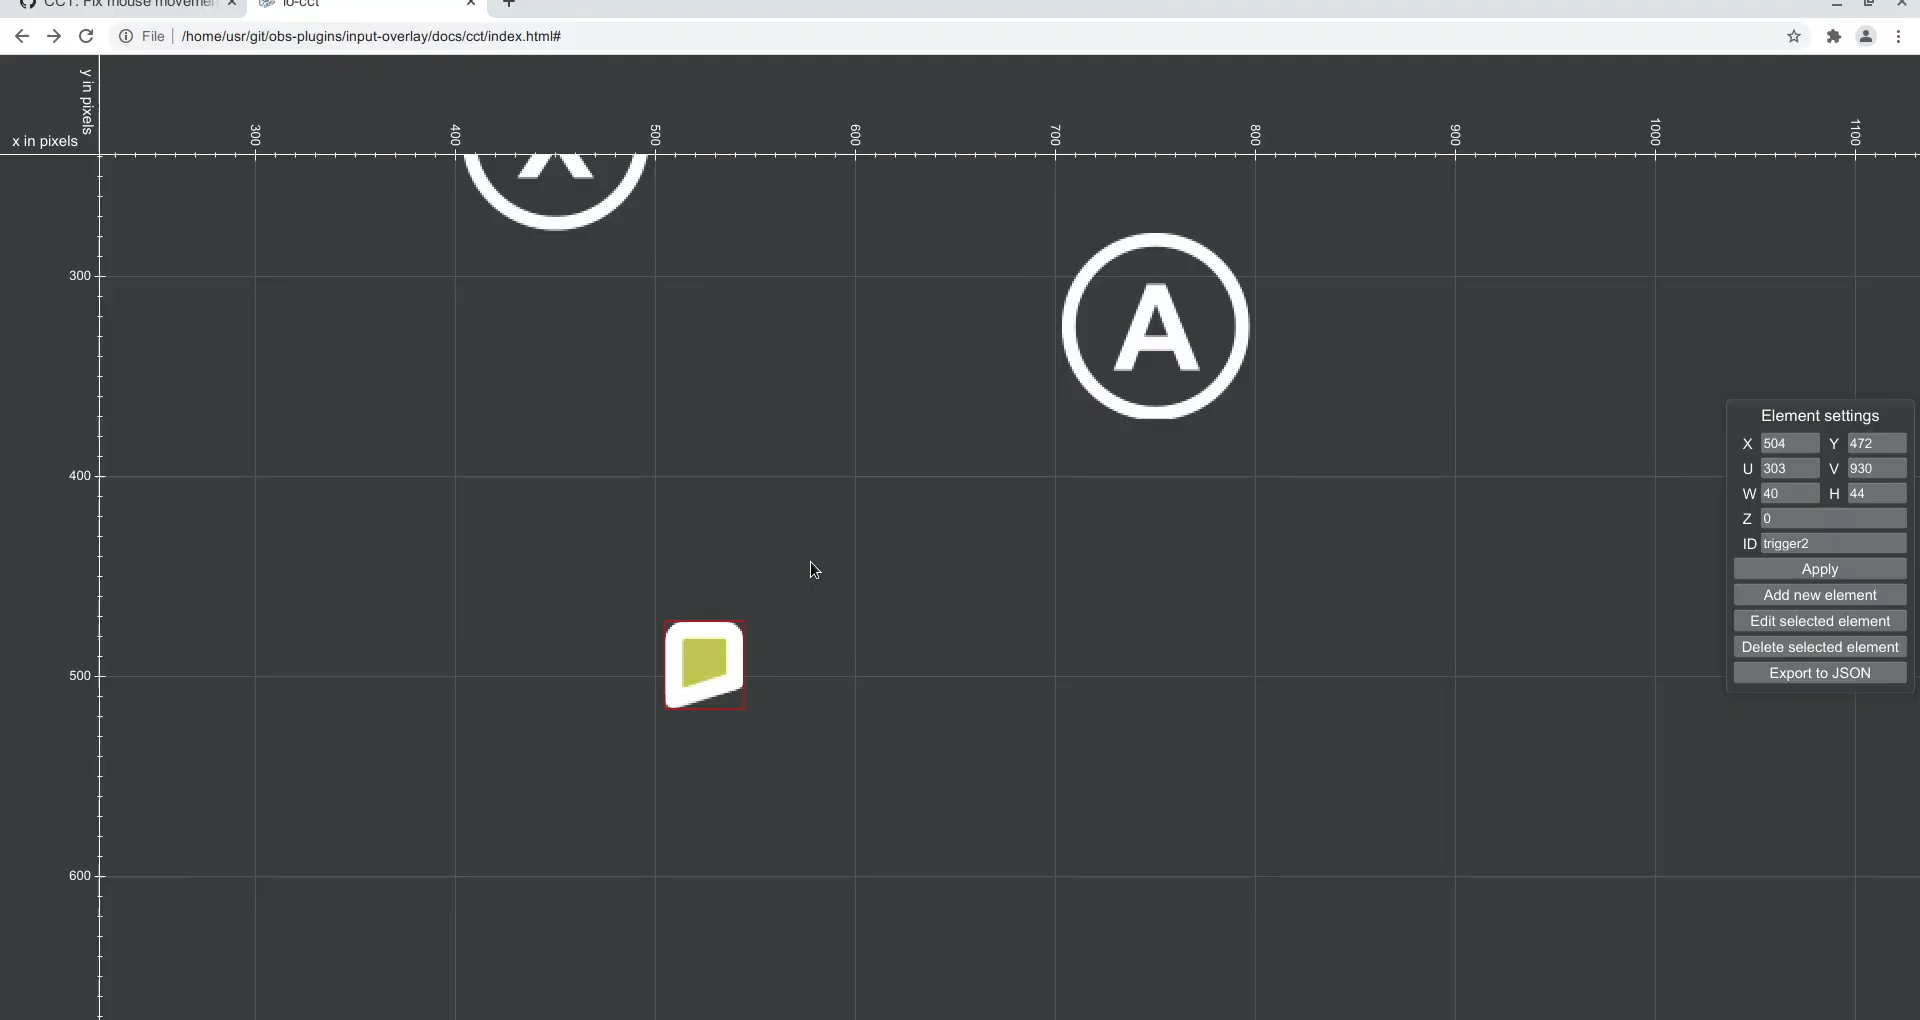 CCT: Fix mouse movemen
io-cct
File
/home/usr/git/obs-plugins/input-overlay/docs/cct/index.html#
y in pixels
x in pixels
300 400 500 600 700 800 900 1000 1100
X
300
A
400
500
600
Element settings
X 504 Y 472
U 303 V 930
W 40 H 44
Z 0
ID trigger2
Apply
Add new element
Edit selected element
Delete selected element
Export to JSON